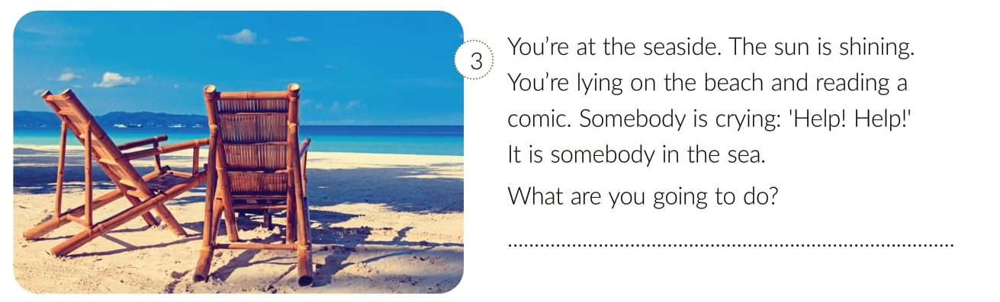 3
You're at the seaside. The sun is shining.
You're lying on the beach and reading a
comic. Somebody is crying: 'Help! Help!'
It is somebody in the sea.
What are you going to do?